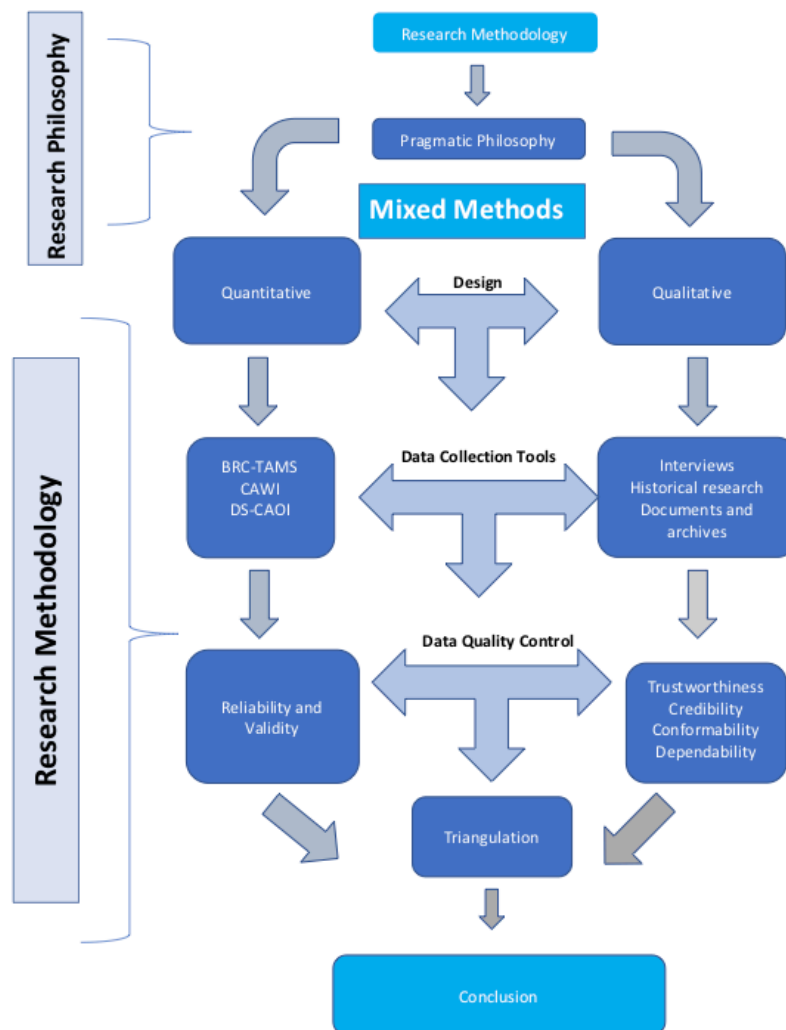 Research Methodology
Research Philosophy
Pragmatic Philosophy
Mixed Methods
Quantitative
Design
Qualitative
Research Methodology
BRC-TAMS
CAWI
DS-CAOI
Data Collection Tools
Interviews
Historical research
Documents and
archives
Data Quality Control
Reliability and
Validity
Trustworthiness
Credibility
Conformability
Dependability
Triangulation
Conclusion